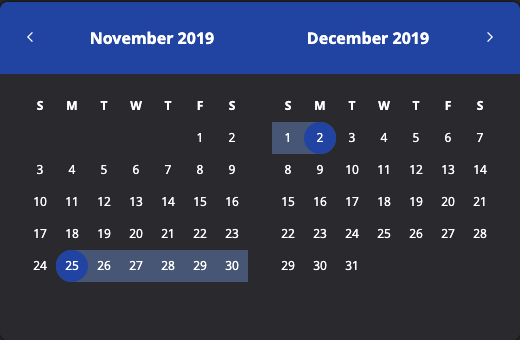 November 2019
S M T W T F S
1 2
3 4 5 6 7 8 9
10 11 12 13 14 15 16
17 18 19 20 21 22 23
24 25 26 27 28 29 30
December 2019
S M T W T F S
1 2 3 4 5 6 7
8 9 10 11 12 13 14
15 16 17 18 19 20 21
22 23 24 25 26 27 28
29 30 31